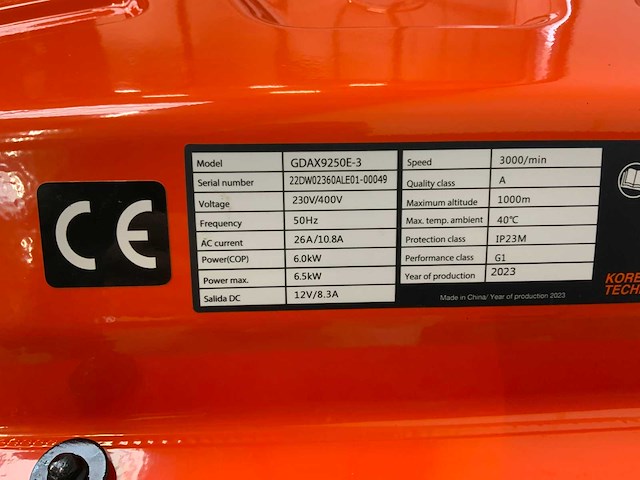 CE
Model GDAX9250E-3
Serial number 22DW02360ALE01-00049
Voltage 230V/400V
Frequency 50Hz
AC current 26A/10.8A
Power(COP) 6.0kW
Power max. 6.5kW
Salida DC 12V/8.3A
Speed 3000/min
Quality class A
Maximum altitude 1000m
Max. temp. ambient 40℃
Protection class IP23M
Performance class G1
Year of production 2023
Made in China/ Year of production 2023